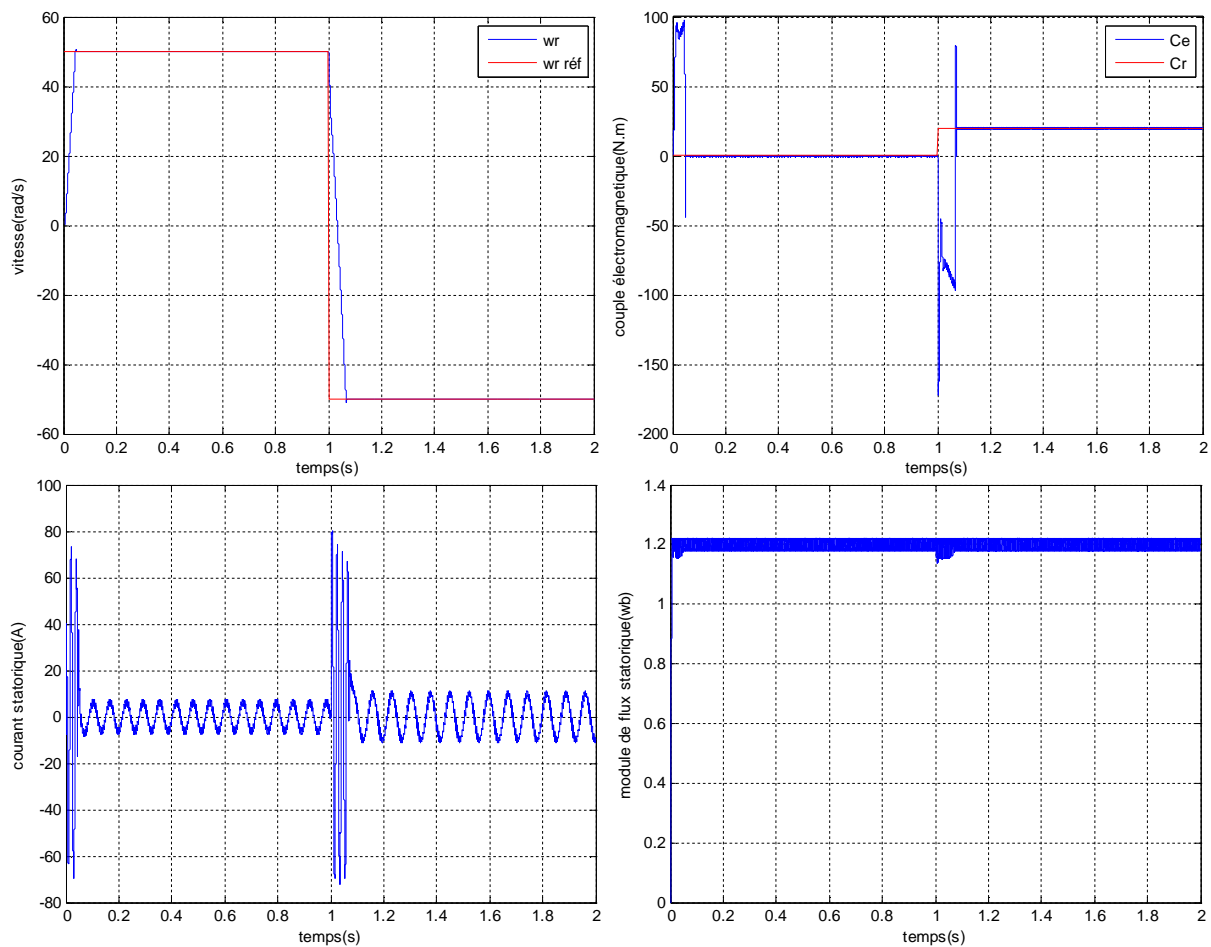 60
40
20
0
-20
-40
-60
vitesse(rad/s)
0 0.2 0.4 0.6 0.8 1 1.2 1.4 1.6 1.8 2
temps(s)
wr
wr réf
100
50
0
-50
-100
-150
-200
couple électromagnetique(N.m)
0 0.2 0.4 0.6 0.8 1 1.2 1.4 1.6 1.8 2
temps(s)
Ce
Cr
100
80
60
40
20
0
-20
-40
-60
-80
courant statorique(A)
0 0.2 0.4 0.6 0.8 1 1.2 1.4 1.6 1.8 2
temps(s)
1.4
1.2
1
0.8
0.6
0.4
0.2
0
module de flux statorique(wb)
0 0.2 0.4 0.6 0.8 1 1.2 1.4 1.6 1.8 2
temps(s)